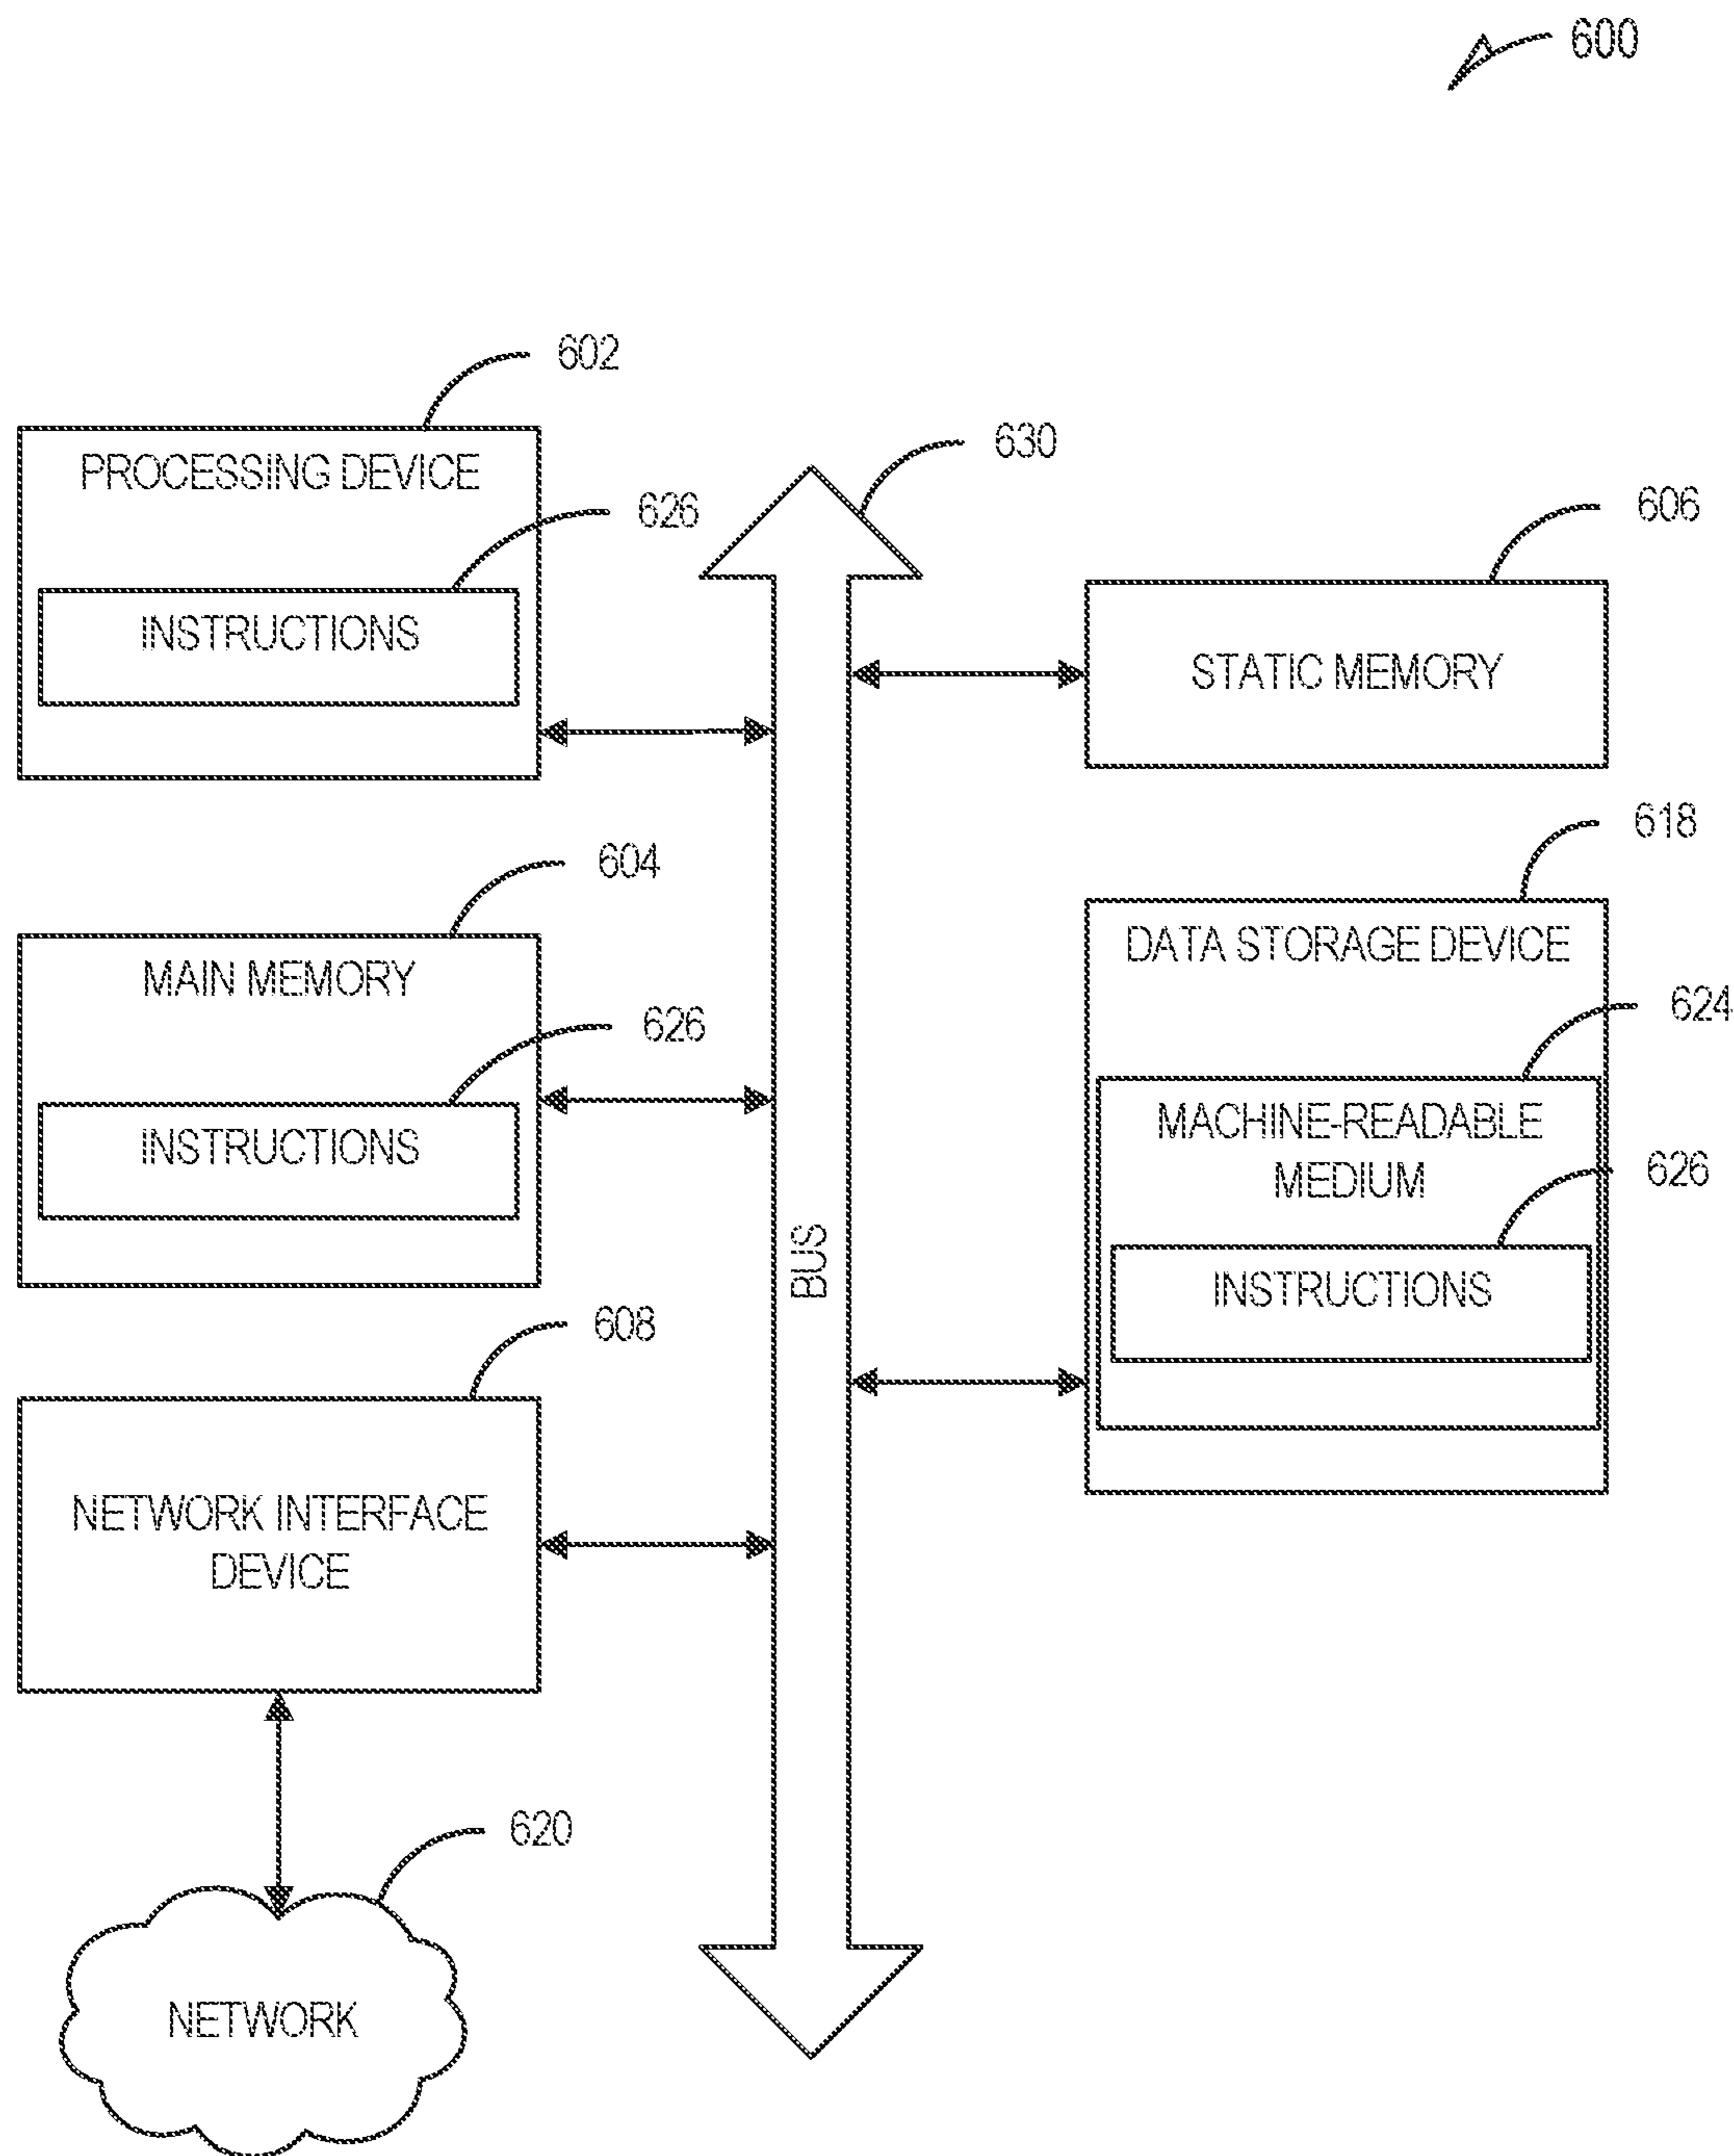 600
602
PROCESSING DEVICE
626
INSTRUCTIONS
630
606
STATIC MEMORY
604
MAIN MEMORY
626
INSTRUCTIONS
618
DATA STORAGE DEVICE
624
MACHINE-READABLE
MEDIUM
626
INSTRUCTIONS
BUS
608
NETWORK INTERFACE
DEVICE
620
NETWORK